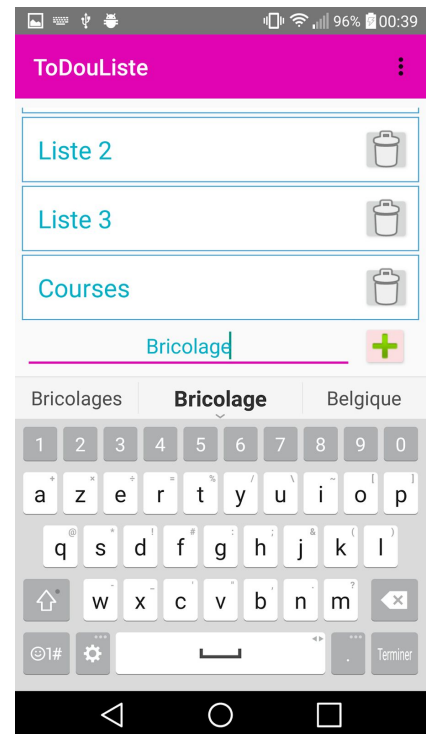 96% 00:39
ToDouListe
Liste 2
Liste 3
Courses
Bricolage
Bricolages Bricolage Belgique
1 2 3 4 5 6 7 8 9 0
a z e r t y u i o p
q s d f g h j k l
w x c v b n m
☺1# . Terminer